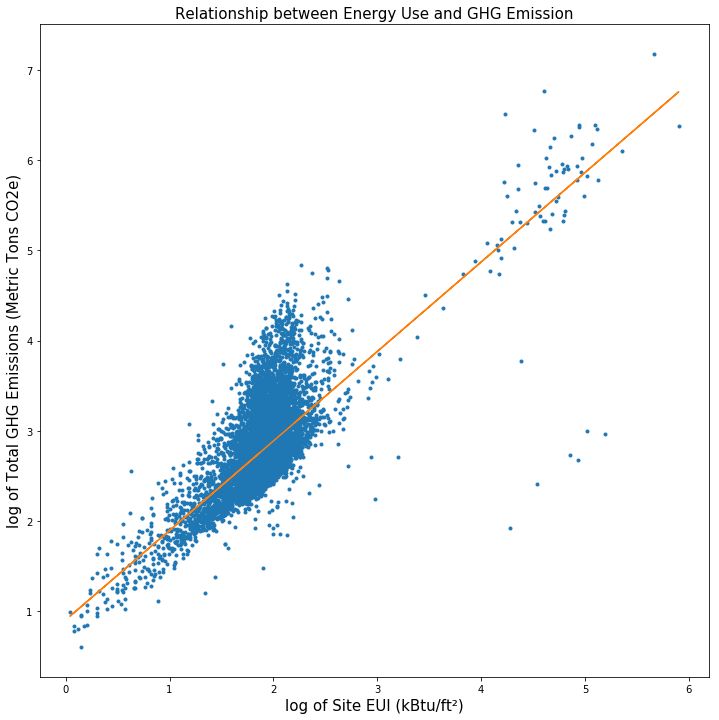 Relationship between Energy Use and GHG Emission
log of Total GHG Emissions (Metric Tons CO2e)
7
6
5
4
3
2
1
0 1 2 3 4 5 6
log of Site EUI (kBtu/ft²)